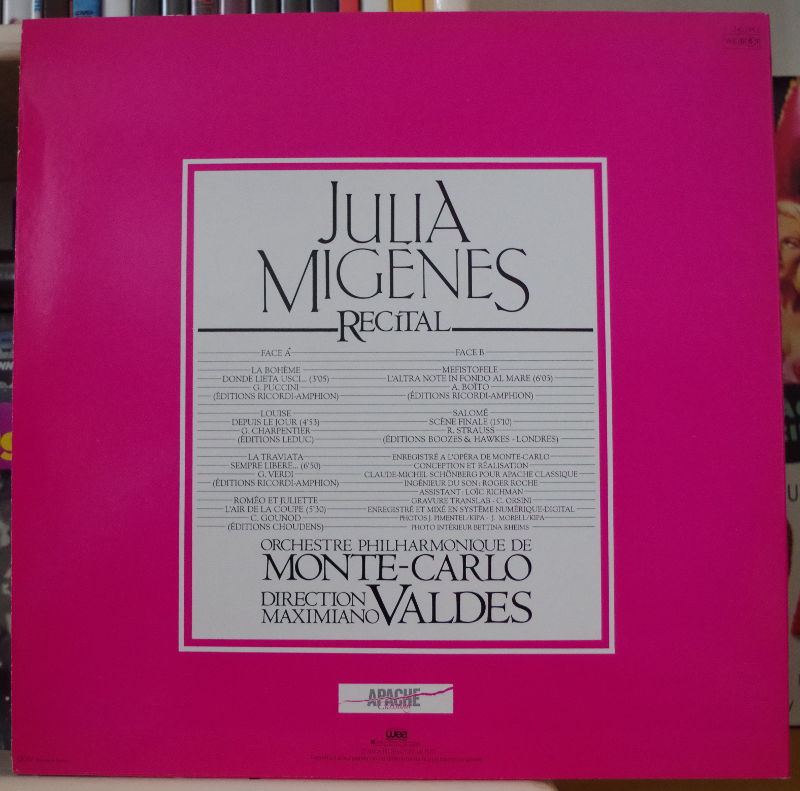 JULIA
MIGENES
RECITAL
FACE A
LA BOHÈME
DONDE LIETA USCI... (3'05)
G. PUCCINI
(ÉDITIONS RICORDI-AMPHION)
LOUISE
DEPUIS LE JOUR (4'53)
G. CHARPENTIER
(ÉDITIONS LEDUC)
LA TRAVIATA
SEMPRE LIBERE... (6'50)
G. VERDI
(ÉDITIONS RICORDI-AMPHION)
ROMÉO ET JULIETTE
L'AIR DE LA COUPE (5'30)
C. GOUNOD
(ÉDITIONS CHOUDENS)
FACE B
MEFISTOFELE
L'ALTRA NOTE IN FONDO AL MARE (6'03)
A. BOÏTO
(ÉDITIONS RICORDI-AMPHION)
SALOMÉ
SCÈNE FINALE (15'10)
R. STRAUSS
(ÉDITIONS BOOZES & HAWKES - LONDRES)
ENREGISTRÉ A L'OPÉRA DE MONTE-CARLO
CONCEPTION ET RÉALISATION
CLAUDE-MICHEL SCHÖNBERG POUR APACHE CLASSIQUE
INGÉNIEUR DU SON: ROGER ROCHE
ASSISTANT: LOÏC RICHMAN
GRAVURE TRANSLAB - C. ORSINI
ENREGISTRÉ ET MIXÉ EN SYSTÈME NUMÉRIQUE-DIGITAL
PHOTOS J. PIMENTEL/KIPA - J. MORELL/KIPA
PHOTO INTÉRIEUR BETTINA RHEIMS
ORCHESTRE PHILHARMONIQUE DE
MONTE-CARLO
DIRECTION
MAXIMIANO VALDES
APACHE
wea